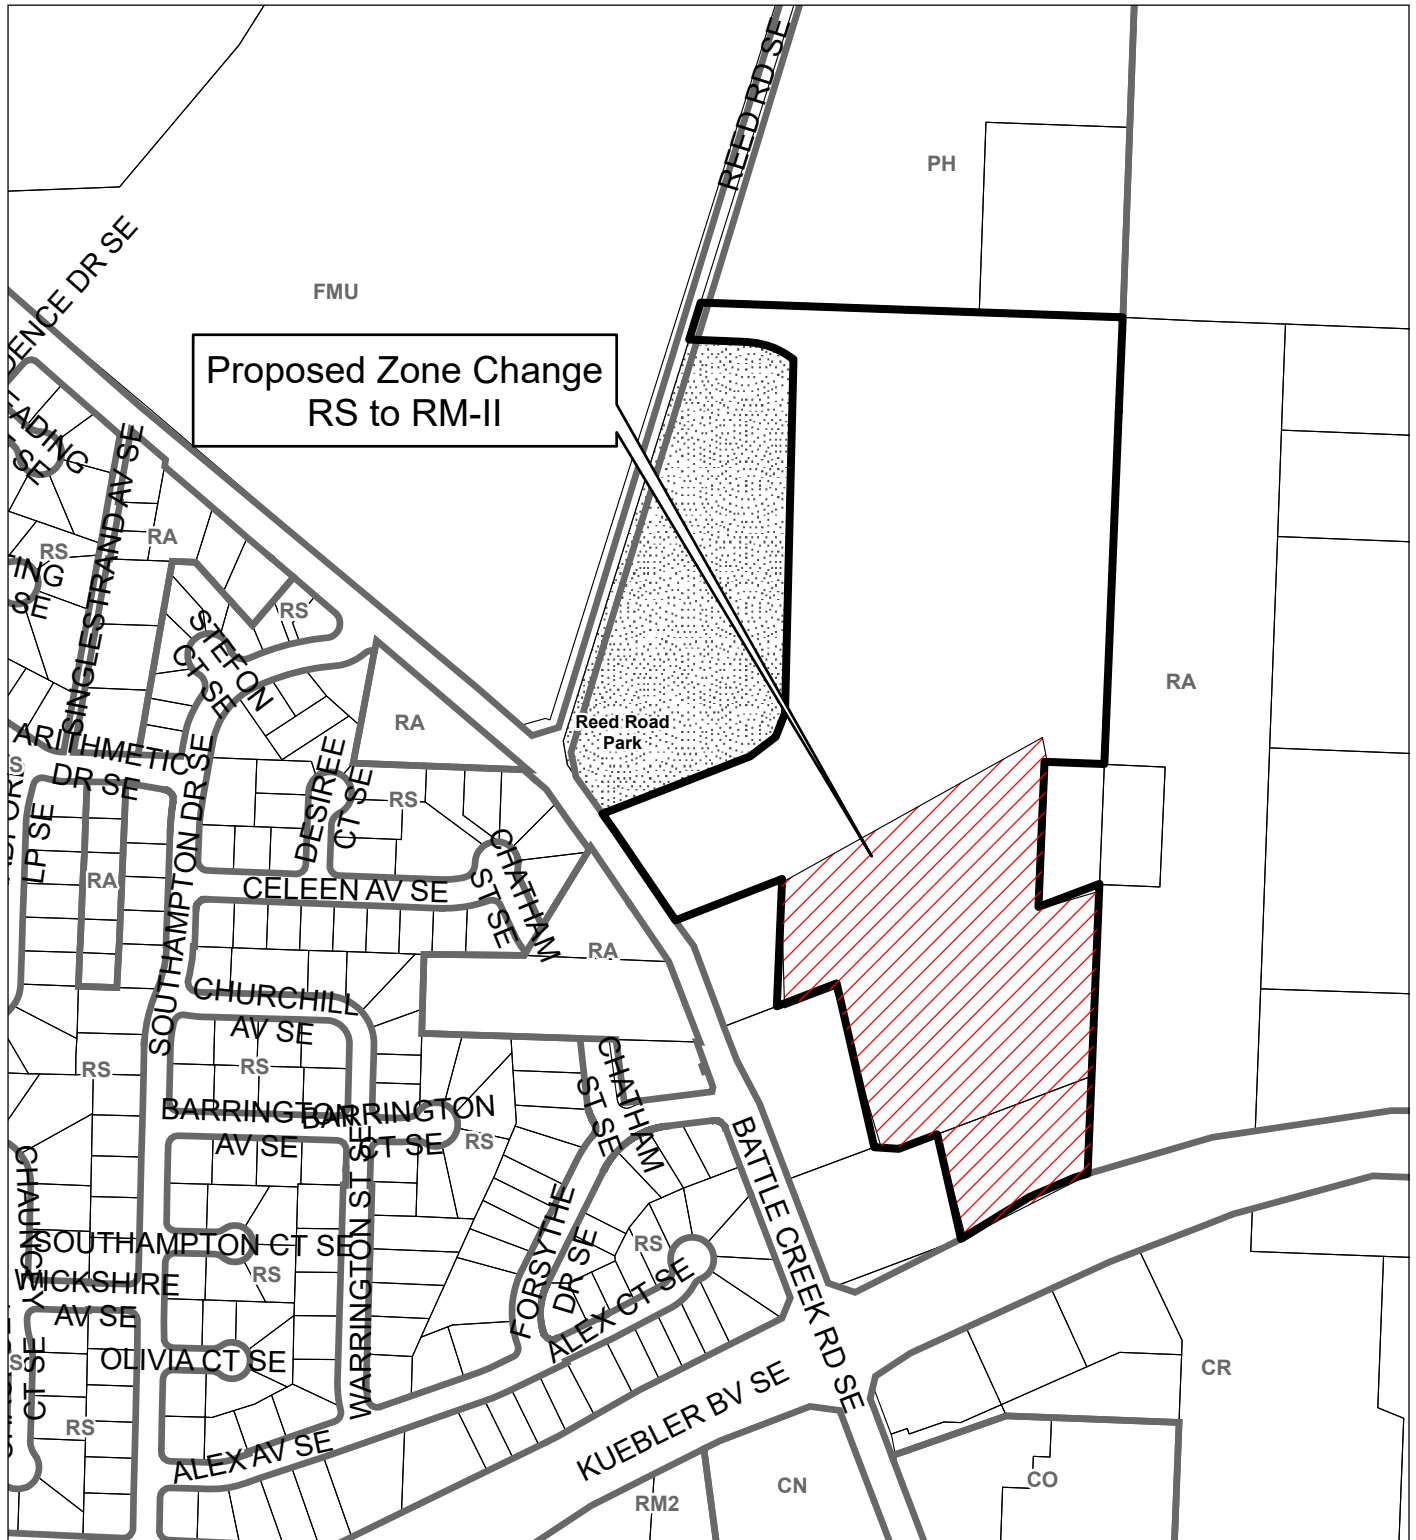 REED RD SE
PH
FMU
Proposed Zone Change
RS to RM-II
RA
RS
SINGLESTRAND AV SE
RS
STEFON
CT SE
RA
Reed Road
Park
RA
ARITHMETIC
DR SE
DESIREE
CT SE
RS
LP SE
RA
SOUTHAMPTON DR SE
CELEEN AV SE
CHATHAM
ST SE
RA
CHURCHILL
AV SE
RS
RS
CHATHAM
ST SE
BARRINGTON
AV SE
BARRINGTON
CT SE
RS
BATTLE CREEK RD SE
CHAUNCEY
CT SE
SOUTHAMPTON CT SE
RS
WICKSHIRE
AV SE
WARRINGTON ST SE
FORSYTHE
DR SE
RS
ALEX CT SE
OLIVIA CT SE
RS
ALEX AV SE
KUEBLER BV SE
CR
RM2
CN
CO